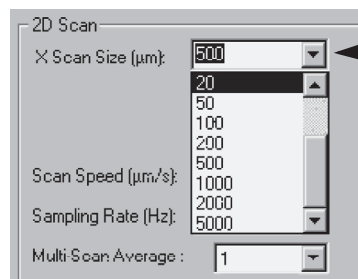 2D Scan
X Scan Size (µm): 500
20
50
100
200
500
Scan Speed (µm/s): 1000
2000
Sampling Rate (Hz): 5000
Multi-Scan Average : 1